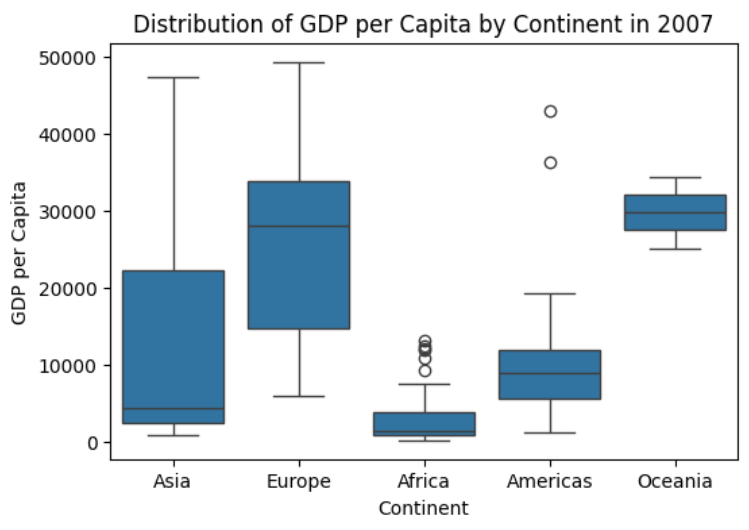 Distribution of GDP per Capita by Continent in 2007
GDP per Capita
50000
40000
30000
20000
10000
0
Asia Europe Africa Americas Oceania
Continent